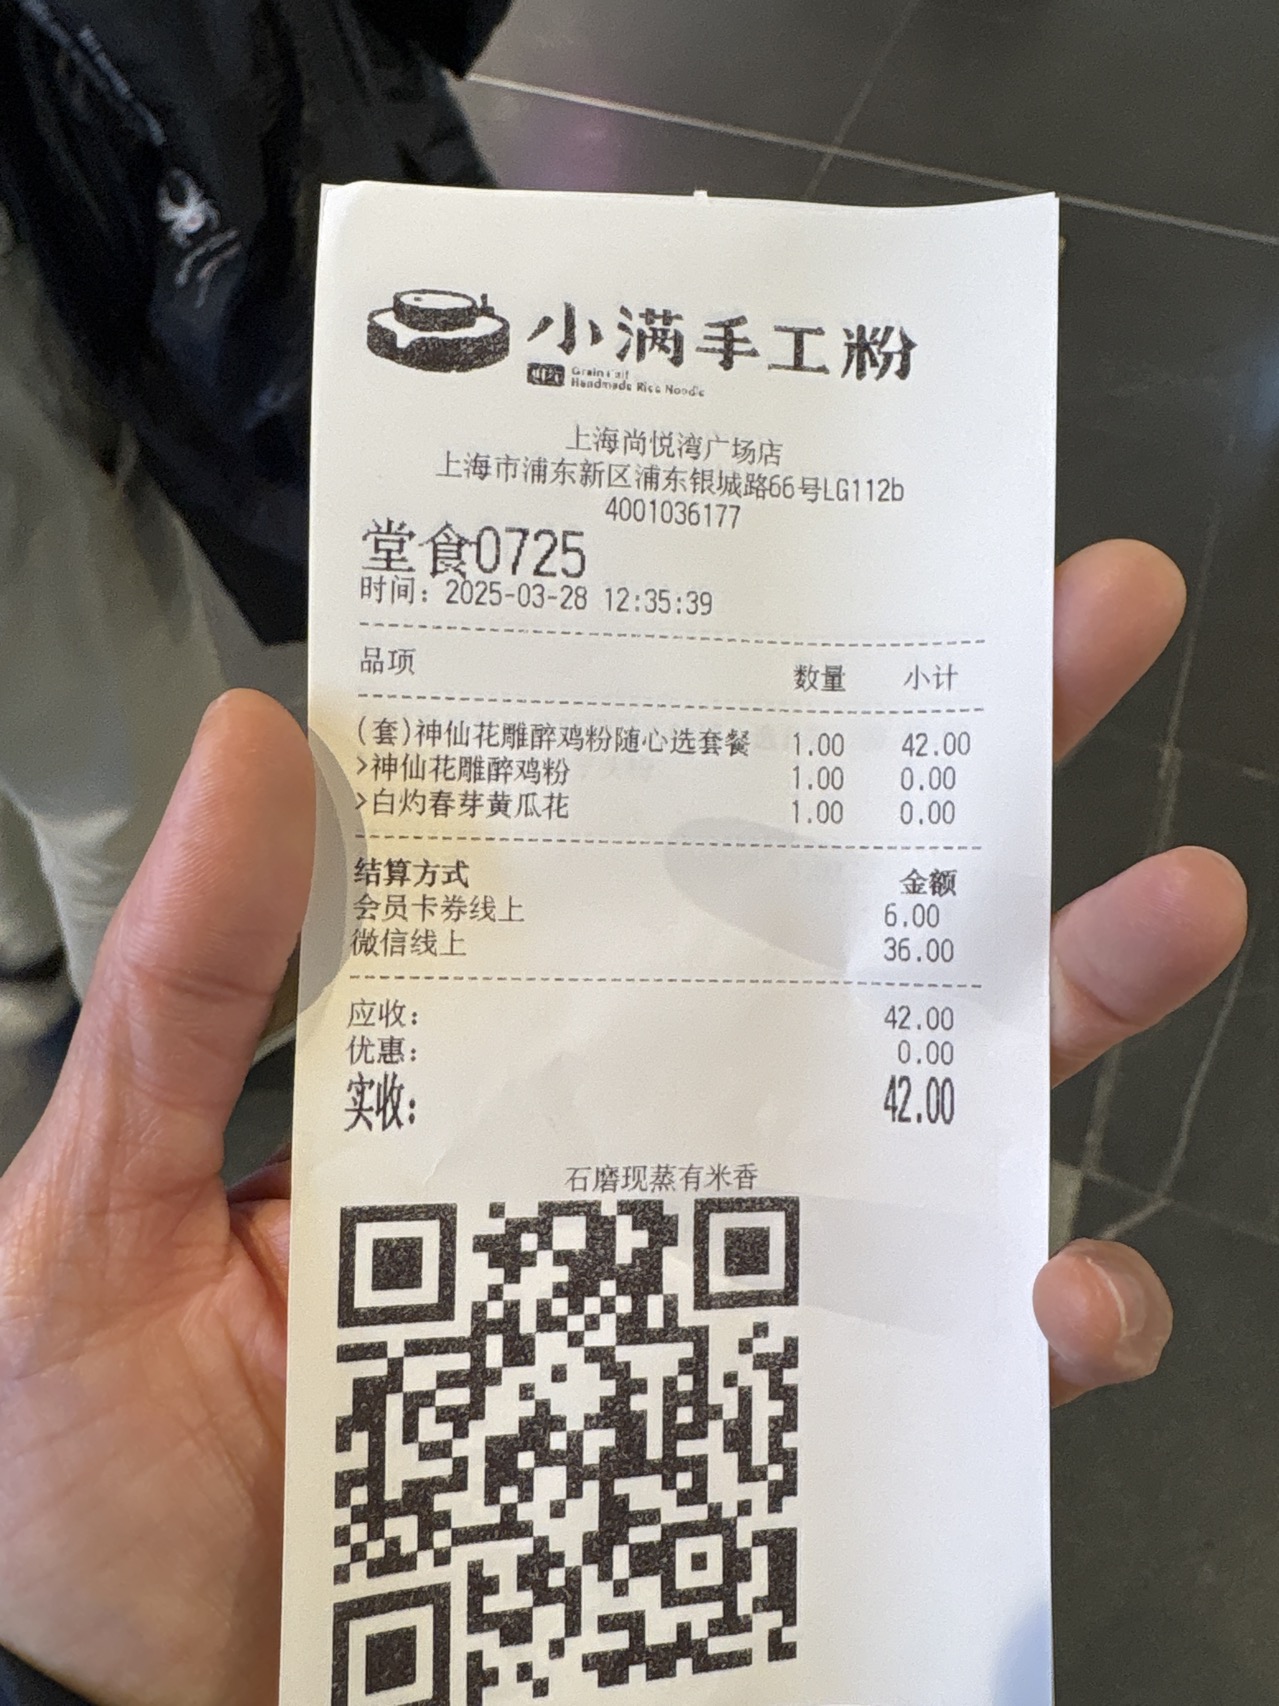 小满手工粉
Grain Full
Handmade Rice Noodle
上海尚悦湾广场店
上海市浦东新区浦东银城路66号LG112b
4001036177
堂食0725
时间：2025-03-28 12:35:39
品项 数量 小计
(套)神仙花雕醉鸡粉随心选套餐 1.00 42.00
>神仙花雕醉鸡粉 1.00 0.00
>白灼春芽黄瓜花 1.00 0.00
结算方式 金额
会员卡券线上 6.00
微信线上 36.00
应收： 42.00
优惠： 0.00
实收： 42.00
石磨现蒸有米香